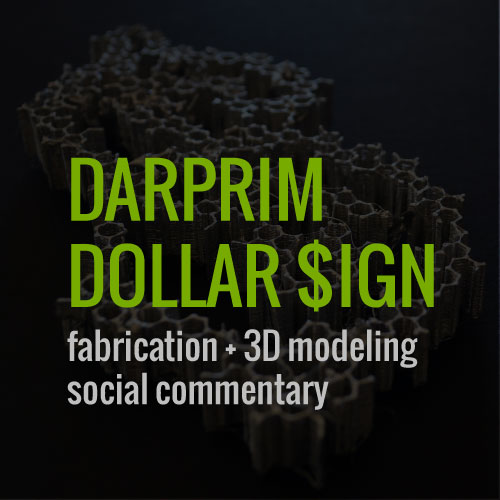 DARPRIM
DOLLAR $IGN
fabrication + 3D modeling
social commentary